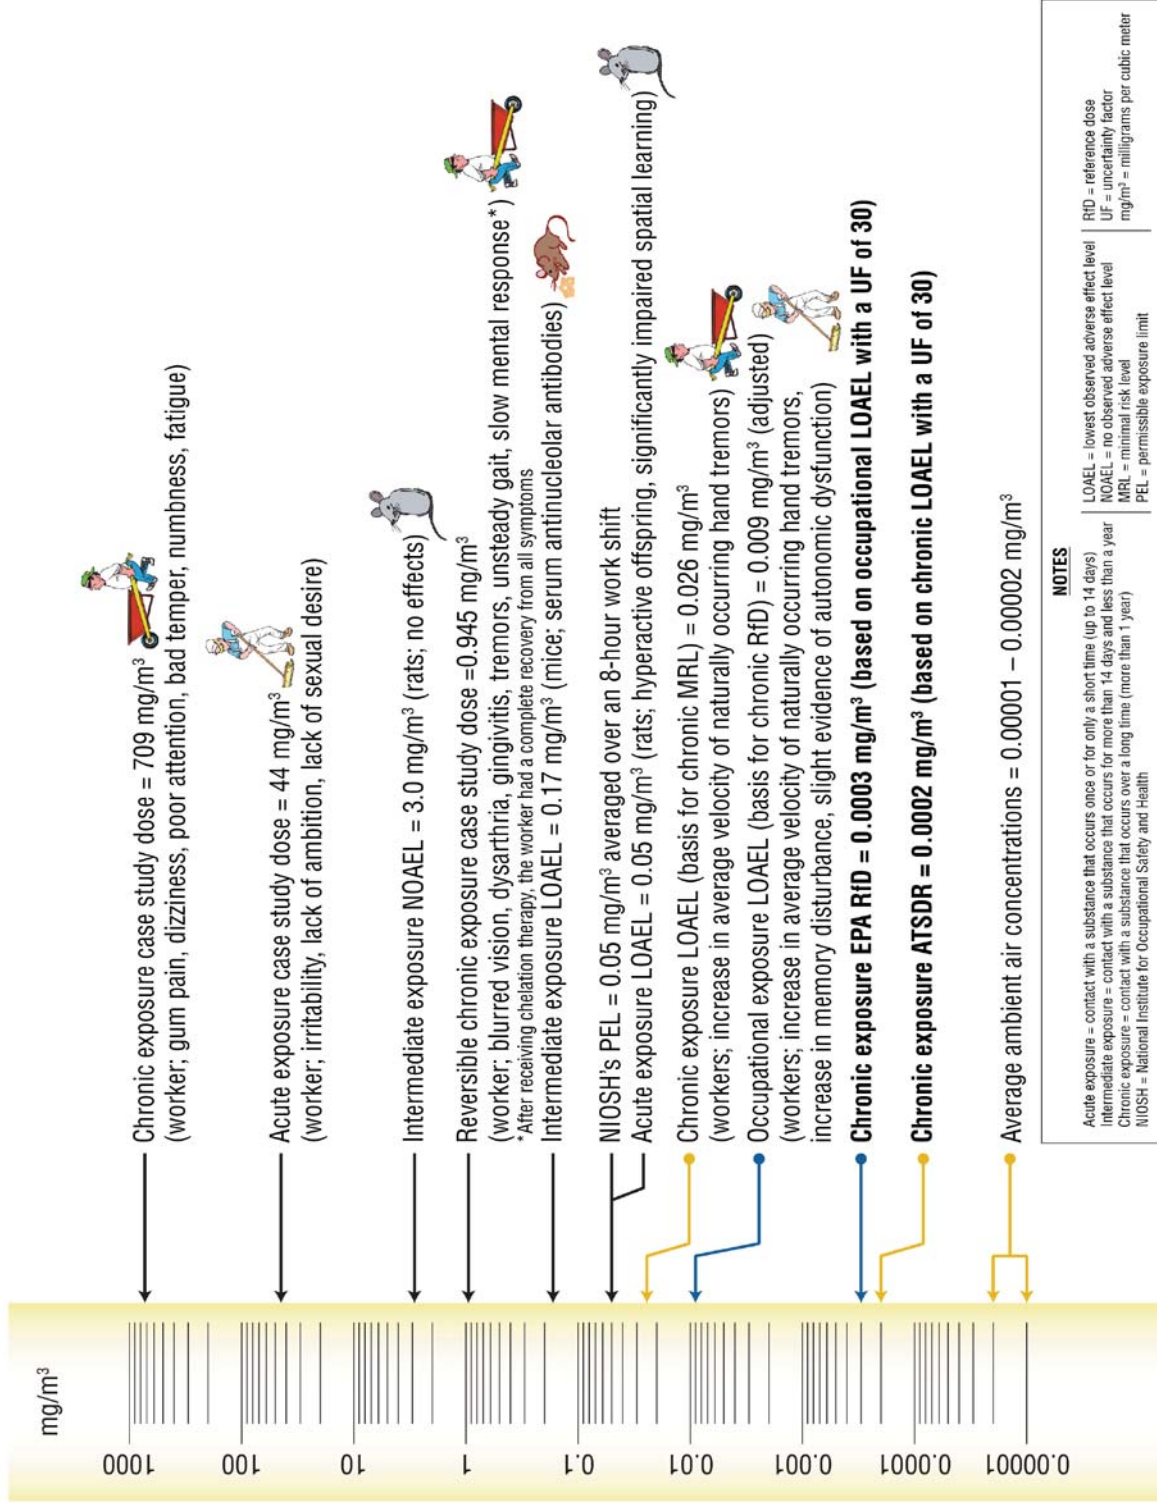 mg/m³
1000
100
10
1
0.1
0.01
0.001
0.0001
0.00001
Chronic exposure case study dose = 709 mg/m³
(worker; gum pain, dizziness, poor attention, bad temper, numbness, fatigue)
Acute exposure case study dose = 44 mg/m³
(worker; irritability, lack of ambition, lack of sexual desire)
Intermediate exposure NOAEL = 3.0 mg/m³ (rats; no effects)
Reversible chronic exposure case study dose =0.945 mg/m³
(worker; blurred vision, dysarthria, gingivitis, tremors, unsteady gait, slow mental response*)
*After receiving chelation therapy, the worker had a complete recovery from all symptoms
Intermediate exposure LOAEL = 0.17 mg/m³ (mice; serum antinucleolar antibodies)
NIOSH's PEL = 0.05 mg/m³ averaged over an 8-hour work shift
Acute exposure LOAEL = 0.05 mg/m³ (rats; hyperactive offspring, significantly impaired spatial learning)
Chronic exposure LOAEL (basis for chronic MRL) = 0.026 mg/m³
(workers; increase in average velocity of naturally occurring hand tremors)
Occupational exposure LOAEL (basis for chronic RfD) = 0.009 mg/m³ (adjusted)
(workers; increase in average velocity of naturally occurring hand tremors,
increase in memory disturbance, slight evidence of autonomic dysfunction)
Chronic exposure EPA RfD = 0.0003 mg/m³ (based on occupational LOAEL with a UF of 30)
Chronic exposure ATSDR = 0.0002 mg/m³ (based on chronic LOAEL with a UF of 30)
Average ambient air concentrations = 0.00001 – 0.00002 mg/m³
NOTES
Acute exposure = contact with a substance that occurs once or for only a short time (up to 14 days)
Intermediate exposure = contact with a substance that occurs for more than 14 days and less than a year
Chronic exposure = contact with a substance that occurs over a long time (more than 1 year)
NIOSH = National Institute for Occupational Safety and Health
LOAEL = lowest observed adverse effect level
NOAEL = no observed adverse effect level
MRL = minimal risk level
PEL = permissible exposure limit
RfD = reference dose
UF = uncertainty factor
mg/m³ = milligrams per cubic meter